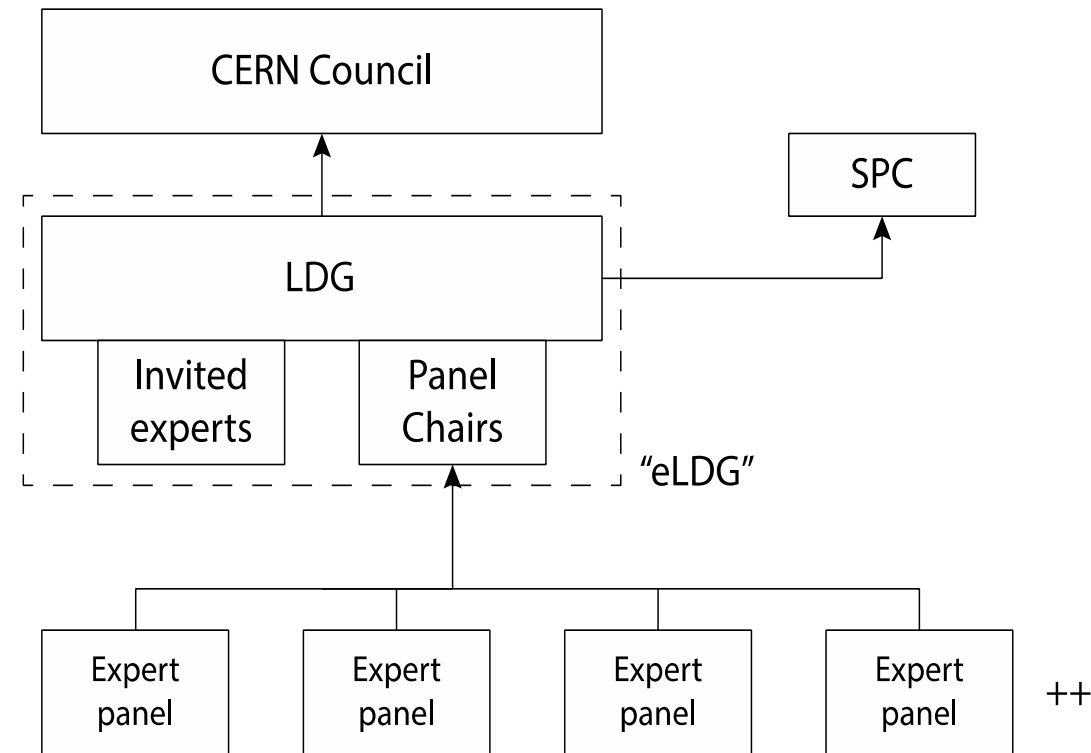 CERN Council
SPC
LDG
Invited
experts
Panel
Chairs
“eLDG”
Expert
panel
Expert
panel
Expert
panel
Expert
panel
++